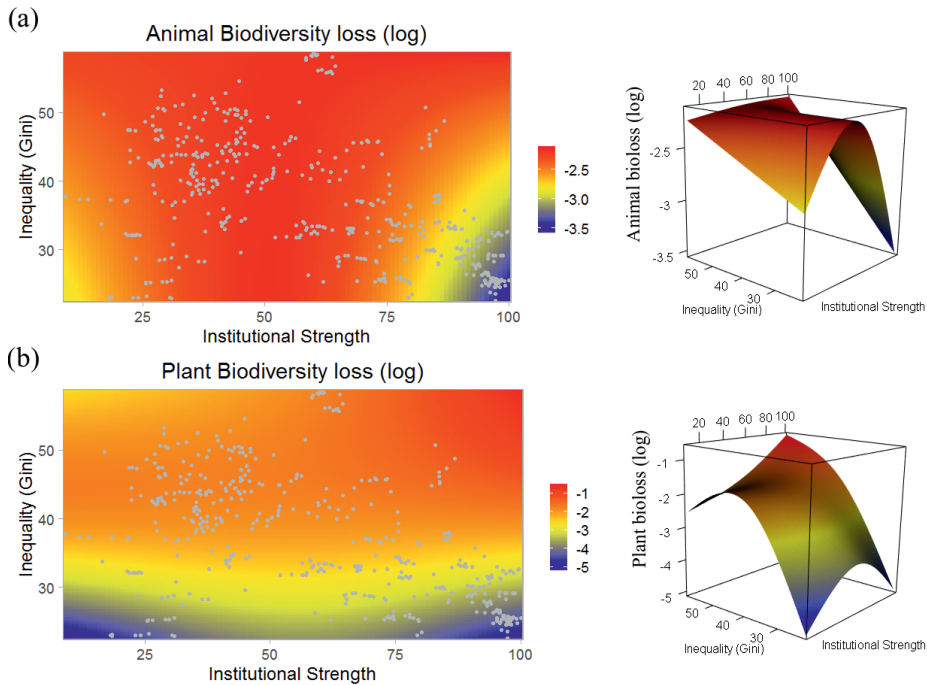 (a)
Animal Biodiversity loss (log)
Inequality (Gini)
50
40
30
25
50
75
100
Institutional Strength
-2.5
-3.0
-3.5
20 40 60 80 100
Animal bioloss (log)
-2.5
-3
-3.5
50
40
30
Inequality (Gini)
Institutional Strength
(b)
Plant Biodiversity loss (log)
Inequality (Gini)
50
40
30
25
50
75
100
Institutional Strength
-1
-2
-3
-4
-5
20 40 60 80 100
Plant bioloss (log)
-1
-2
-3
-4
-5
50
40
30
Inequality (Gini)
Institutional Strength